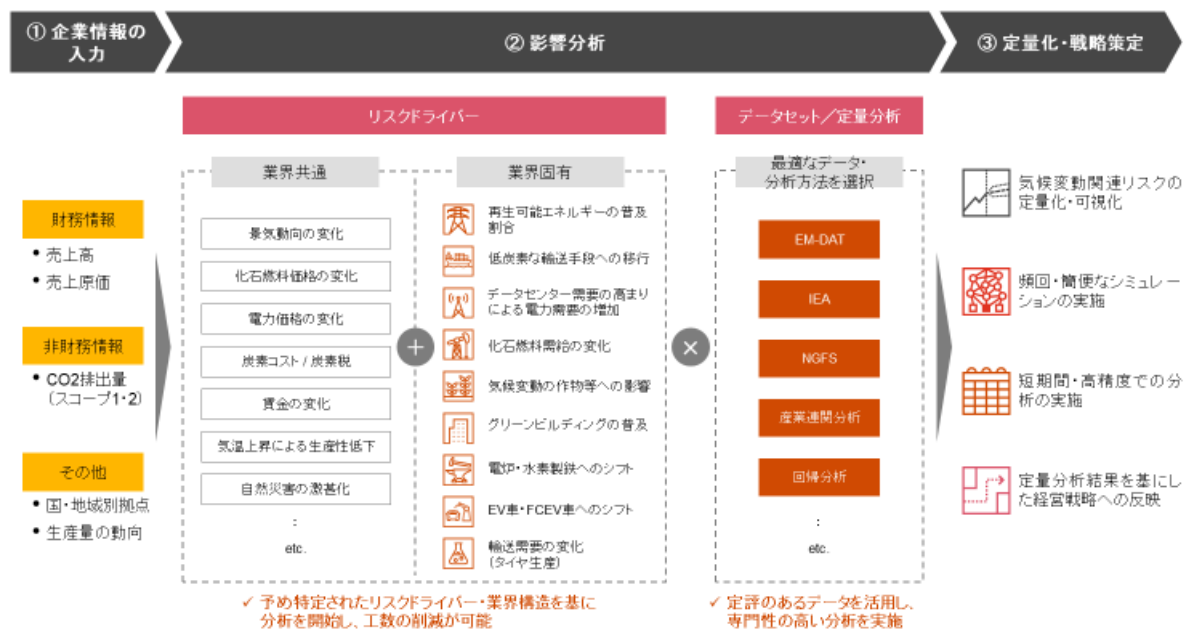 ① 企業情報の
入力
② 影響分析
③ 定量化・戦略策定
リスクドライバー
データセット／定量分析
業界共通
業界固有
最適なデータ・
分析方法を選択
財務情報
• 売上高
• 売上原価
非財務情報
• CO2排出量
（スコープ1・2）
その他
• 国・地域別拠点
• 生産量の動向
景気動向の変化
化石燃料価格の変化
電力価格の変化
炭素コスト / 炭素税
賃金の変化
気温上昇による生産性低下
自然災害の激甚化
:
etc.
+
再生可能エネルギーの普及
割合
低炭素な輸送手段への移行
データセンター需要の高まり
による電力需要の増加
化石燃料需給の変化
気候変動の作物等への影響
グリーンビルディングの普及
電炉・水素製鉄へのシフト
EV車・FCEV車へのシフト
輸送需要の変化
（タイヤ生産）
×
EM-DAT
IEA
NGFS
産業連関分析
回帰分析
:
etc.
気候変動関連リスクの
定量化・可視化
頻回・簡便なシミュレー
ションの実施
短期間・高精度での分
析の実施
定量分析結果を基にし
た経営戦略への反映
✓ 予め特定されたリスクドライバー・業界構造を基に
分析を開始し、工数の削減が可能
✓ 定評のあるデータを活用し、
専門性の高い分析を実施